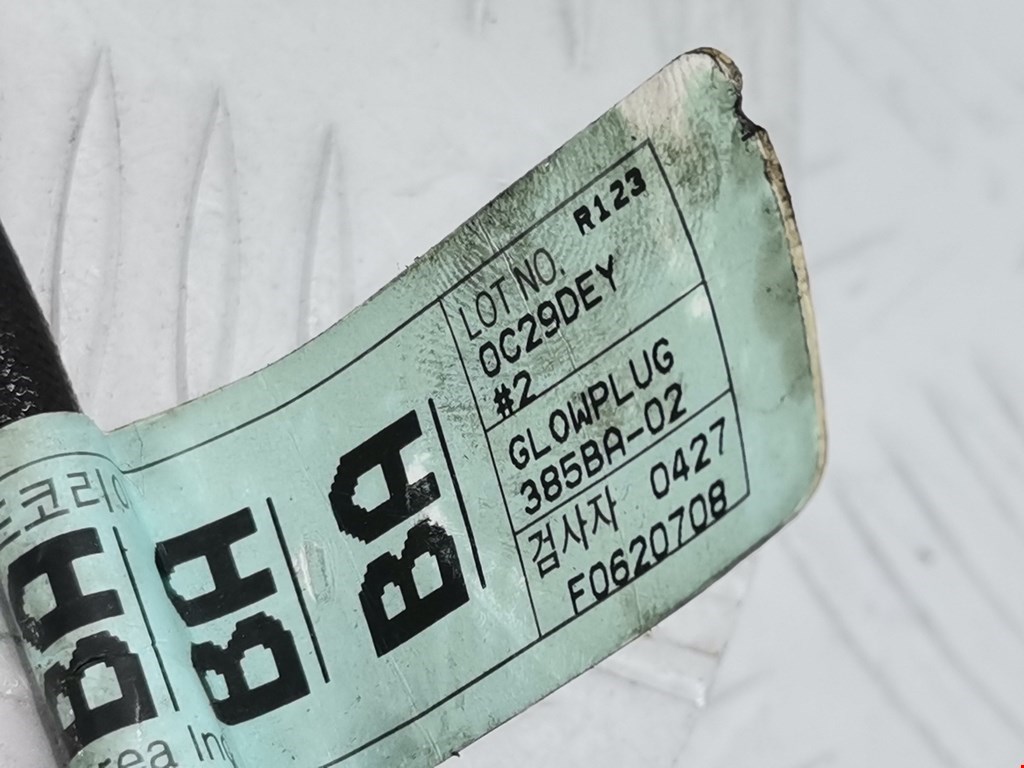 R123
LOT NO.
0C29DEY
#2
GLOWPLUG
385BA-02
검사자 0427
F0620708
BA
BA
BA
트코리아
rea Inc